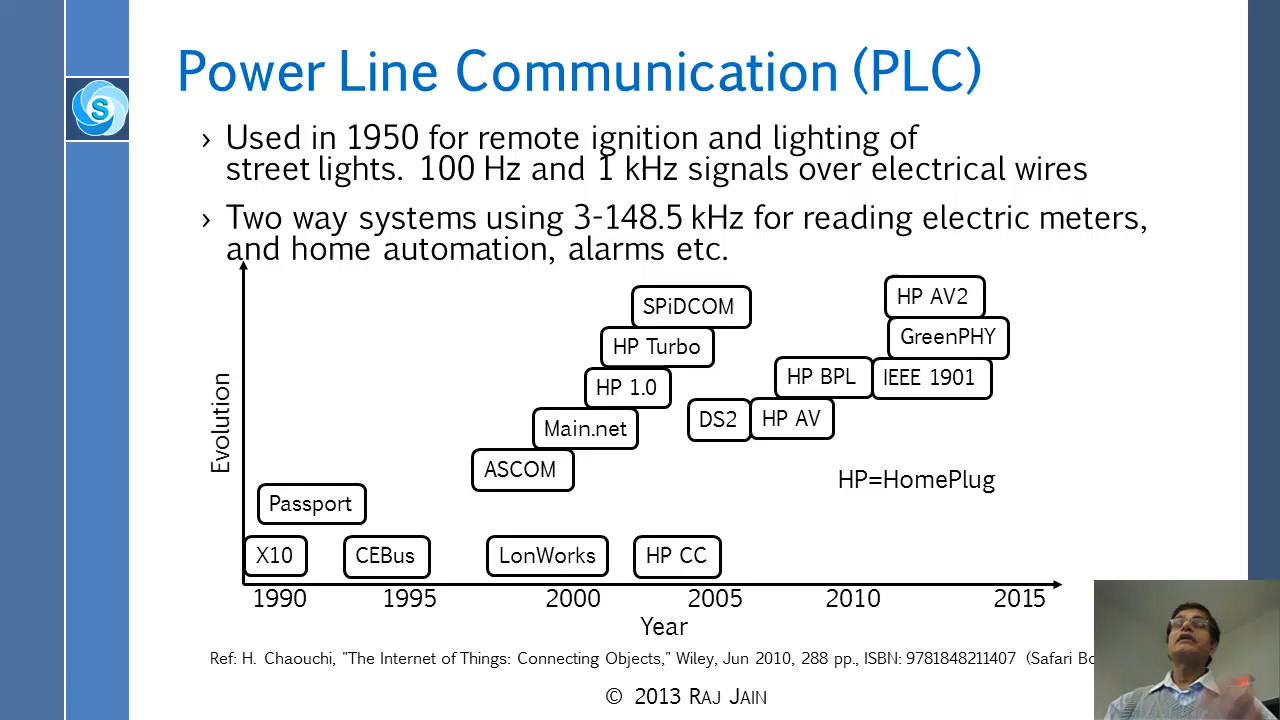 Power Line Communication (PLC)
S
› Used in 1950 for remote ignition and lighting of
street lights. 100 Hz and 1 kHz signals over electrical wires
› Two way systems using 3-148.5 kHz for reading electric meters,
and home automation, alarms etc.
HP AV2
SPiDCOM
GreenPHY
HP Turbo
HP BPL
IEEE 1901
HP 1.0
DS2
HP AV
Main.net
ASCOM
HP=HomePlug
Evolution
Passport
X10
CEBus
LonWorks
HP CC
1990 1995 2000 2005 2010 2015
Year
Ref: H. Chaouchi, "The Internet of Things: Connecting Objects," Wiley, Jun 2010, 288 pp., ISBN: 9781848211407 (Safari
© 2013 RAJ JAIN